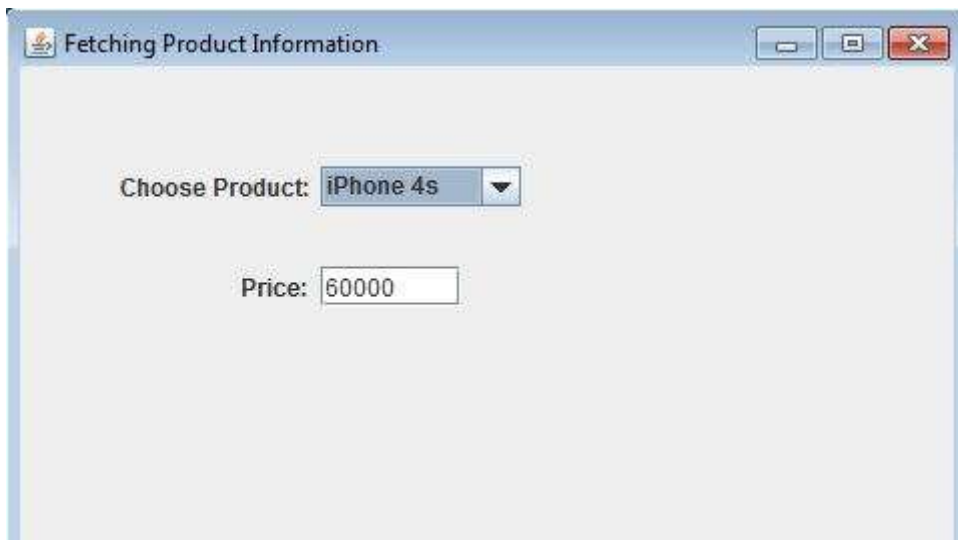 Fetching Product Information
Choose Product: iPhone 4s
Price: 60000